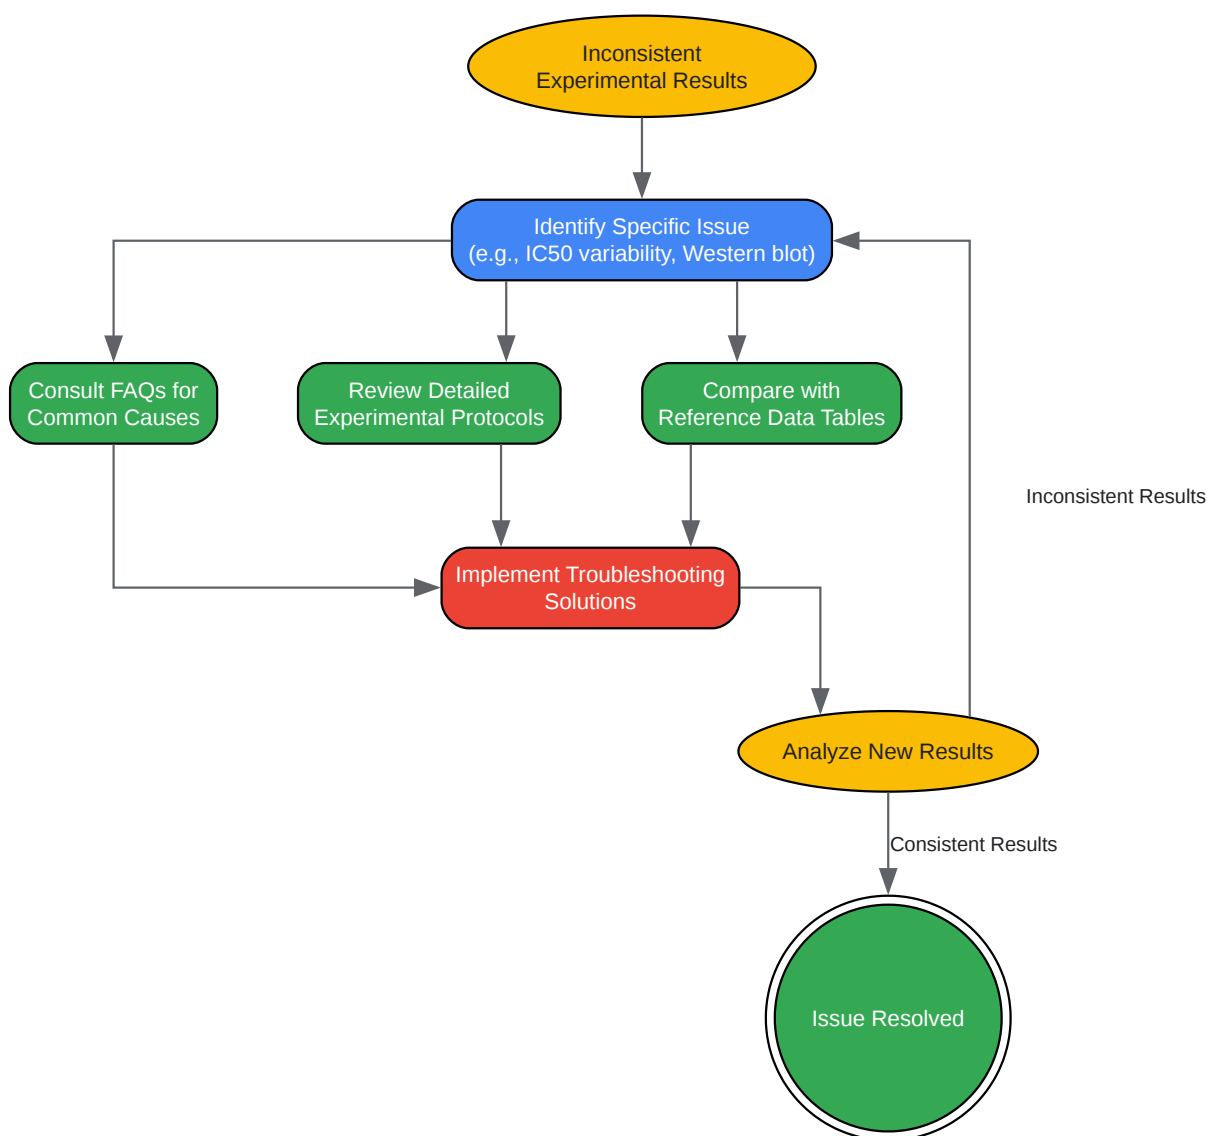 Inconsistent
Experimental Results
Identify Specific Issue
(e.g., IC50 variability, Western blot)
Consult FAQs for
Common Causes
Review Detailed
Experimental Protocols
Compare with
Reference Data Tables
Inconsistent Results
Implement Troubleshooting
Solutions
Analyze New Results
Consistent Results
Issue Resolved